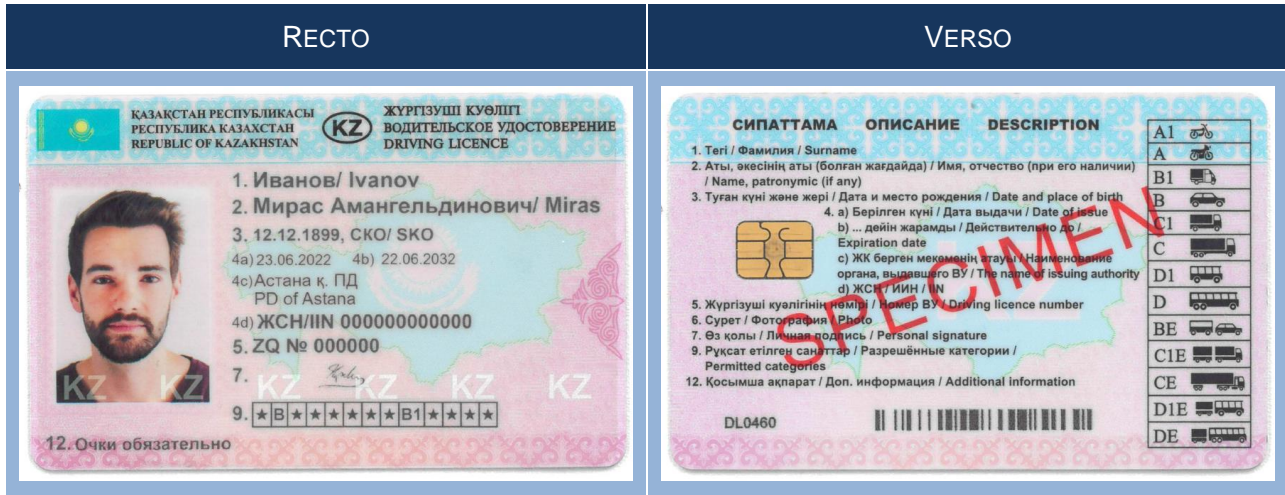 RECTO
VERSO
ҚАЗАҚСТАН РЕСПУБЛИКАСЫ
РЕСПУБЛИКА КАЗАХСТАН
REPUBLIC OF KAZAKHSTAN
KZ
ЖҮРГІЗУШІ КУӘЛІГІ
ВОДИТЕЛЬСКОЕ УДОСТОВЕРЕНИЕ
DRIVING LICENCE
1. Иванов/ Ivanov
2. Мирас Амангельдинович/ Miras
3. 12.12.1899, СКО/ SKO
4a) 23.06.2022 4b) 22.06.2032
4c) Астана қ. ПД
PD of Astana
4d) ЖСН/IIN 000000000000
5. ZQ № 000000
7.
KZ KZ KZ KZ KZ KZ
9. ★ B ★ ★ ★ ★ ★ ★ B1 ★ ★ ★ ★
12. Очки обязательно
СИПАТТАМА ОПИСАНИЕ DESCRIPTION
1. Тегі / Фамилия / Surname
2. Аты, әкесінің аты (болған жағдайда) / Имя, отчество (при его наличии)
/ Name, patronymic (if any)
3. Туған күні және жері / Дата и место рождения / Date and place of birth
4. a) Берілген күні / Дата выдачи / Date of issue
b) ... дейін жарамды / Действительно до /
Expiration date
c) ЖК берген мекеменің атауы / Наименование
органа, выдавшего ВУ / The name of issuing authority
d) ЖСН / ИИН / IIN
5. Жүргізуші куәлігінің нөмірі / Номер ВУ / Driving licence number
6. Сурет / Фотография / Photo
7. Өз қолы / Личная подпись / Personal signature
9. Рұқсат етілген санаттар / Разрешённые категории /
Permitted categories
12. Қосымша ақпарат / Доп. информация / Additional information
DL0460
SPECIMEN
A1
A
B1
B
C1
C
D1
D
BE
C1E
CE
D1E
DE